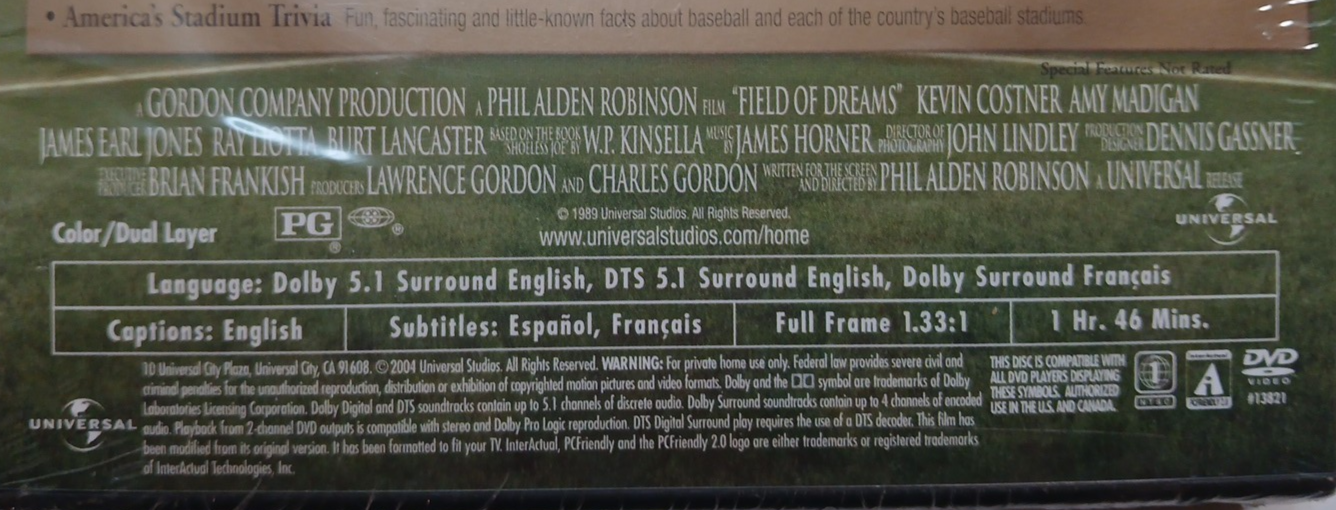 • America's Stadium Trivia Fun, fascinating and little-known facts about baseball and each of the country's baseball stadiums.
Special Features Not Rated
A GORDON COMPANY PRODUCTION A PHIL ALDEN ROBINSON FILM "FIELD OF DREAMS" KEVIN COSTNER AMY MADIGAN
JAMES EARL JONES RAY LIOTTA BURT LANCASTER BASED ON THE BOOK "SHOELESS JOE" BY W.P. KINSELLA MUSIC BY JAMES HORNER DIRECTOR OF PHOTOGRAPHY JOHN LINDLEY PRODUCTION DESIGNER DENNIS GASSNER
EXECUTIVE PRODUCER BRIAN FRANKISH PRODUCERS LAWRENCE GORDON AND CHARLES GORDON WRITTEN FOR THE SCREEN AND DIRECTED BY PHIL ALDEN ROBINSON A UNIVERSAL RELEASE
Color/Dual Layer
PG
®
®
© 1989 Universal Studios. All Rights Reserved.
www.universalstudios.com/home
UNIVERSAL
Language: Dolby 5.1 Surround English, DTS 5.1 Surround English, Dolby Surround Français
Captions: English
Subtitles: Español, Français
Full Frame 1.33:1
1 Hr. 46 Mins.
UNIVERSAL
10 Universal City Plaza, Universal City, CA 91608. © 2004 Universal Studios. All Rights Reserved. WARNING: For private home use only. Federal law provides severe civil and
criminal penalties for the unauthorized reproduction, distribution or exhibition of copyrighted motion pictures and video formats. Dolby and the symbol are trademarks of Dolby
Laboratories Licensing Corporation. Dolby Digital and DTS soundtracks contain up to 5.1 channels of discrete audio. Dolby Surround soundtracks contain up to 4 channels of encoded
audio. Playback from 2-channel DVD outputs is compatible with stereo and Dolby Pro Logic reproduction. DTS Digital Surround play requires the use of a DTS decoder. This film has
been modified from its original version. It has been formatted to fit your TV. InterActual, PCFriendly and the PCFriendly 2.0 logo are either trademarks or registered trademarks
of InterActual Technologies, Inc.
THIS DISC IS COMPATIBLE WITH
ALL DVD PLAYERS DISPLAYING
THESE SYMBOLS. AUTHORIZED
USE IN THE U.S. AND CANADA.
1
NTSC
i
DVD
VIDEO
#13821